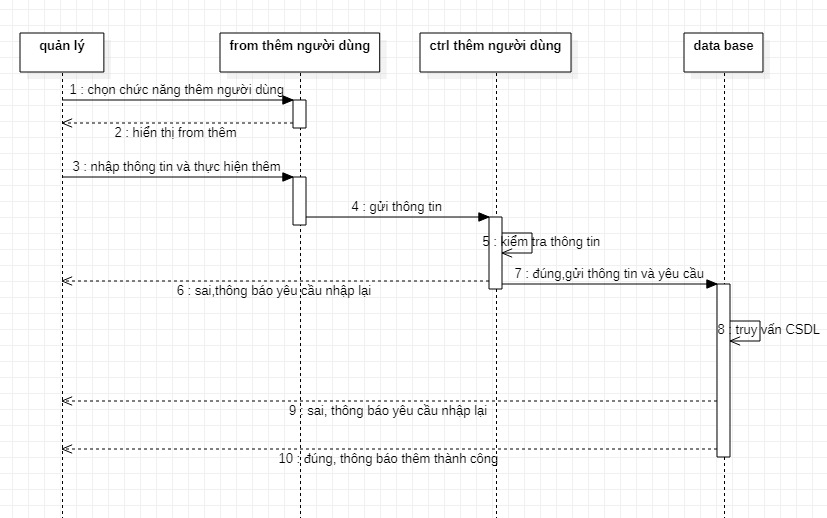 quản lý
from thêm người dùng
ctrl thêm người dùng
data base
1 : chọn chức năng thêm người dùng
2 : hiển thị from thêm
3 : nhập thông tin và thực hiện thêm
4 : gửi thông tin
5 : kiểm tra thông tin
7 : đúng,gửi thông tin và yêu cầu
6 : sai,thông báo yêu cầu nhập lại
8 : truy vấn CSDL
9 : sai, thông báo yêu cầu nhập lại
10 : đúng, thông báo thêm thành công